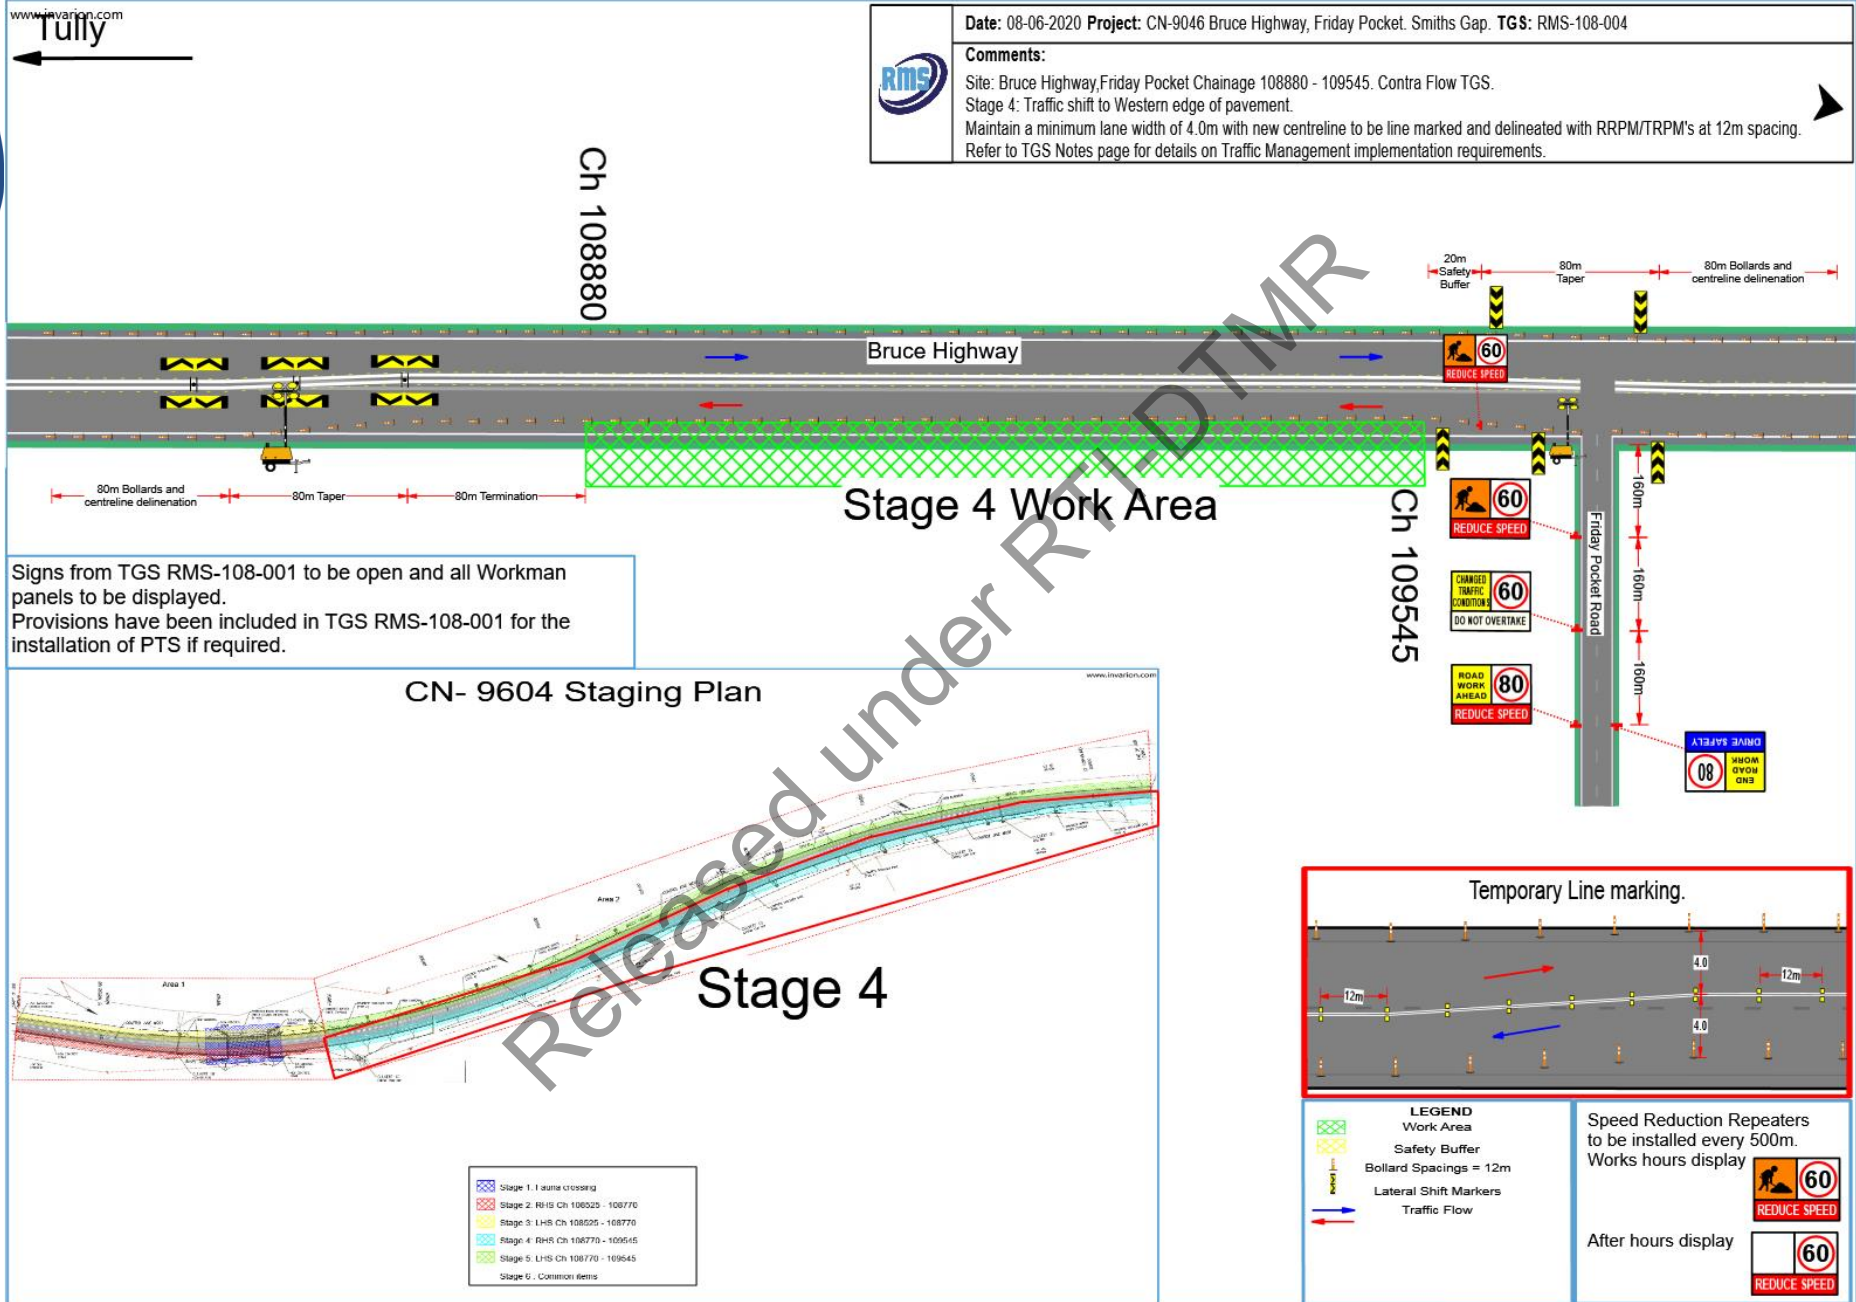 www.invarion.com
Tully
RMS
Date: 08-06-2020 Project: CN-9046 Bruce Highway, Friday Pocket. Smiths Gap. TGS: RMS-108-004
Comments:
Site: Bruce Highway,Friday Pocket Chainage 108880 - 109545. Contra Flow TGS.
Stage 4: Traffic shift to Western edge of pavement.
Maintain a minimum lane width of 4.0m with new centreline to be line marked and delineated with RRPM/TRPM's at 12m spacing.
Refer to TGS Notes page for details on Traffic Management implementation requirements.
Ch 108880
20m
Safety
Buffer
80m
Taper
80m Bollards and
centreline delinenation
Bruce Highway
60
REDUCE SPEED
80m Bollards and
centreline delinenation
80m Taper
80m Termination
Stage 4 Work Area
Ch 109545
60
REDUCE SPEED
160m
Friday Pocket Road
CHANGED
TRAFFIC
CONDITIONS
60
DO NOT OVERTAKE
160m
ROAD
WORK
AHEAD
80
REDUCE SPEED
160m
DRIVE SAFELY
80
END
ROAD
WORK
Signs from TGS RMS-108-001 to be open and all Workman
panels to be displayed.
Provisions have been included in TGS RMS-108-001 for the
installation of PTS if required.
CN- 9604 Staging Plan
www.invarion.com
Area 2
Area 1
Stage 4
Released under RTI-DTMR
Stage 1: Fauna crossing
Stage 2: RHS Ch 108525 - 108770
Stage 3: LHS Ch 108525 - 108770
Stage 4: RHS Ch 108770 - 109545
Stage 5: LHS Ch 108770 - 109545
Stage 6 : Common items
Temporary Line marking.
4.0
12m
12m
4.0
LEGEND
Work Area
Safety Buffer
Bollard Spacings = 12m
Lateral Shift Markers
Traffic Flow
Speed Reduction Repeaters
to be installed every 500m.
Works hours display
60
REDUCE SPEED
After hours display
60
REDUCE SPEED